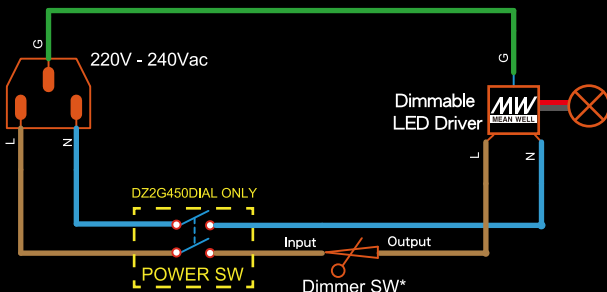 G
220V - 240Vac
G
Dimmable
LED Driver
MW
MEAN WELL
L
N
L
N
DZ2G450DIAL ONLY
Input
Output
POWER SW
Dimmer SW*